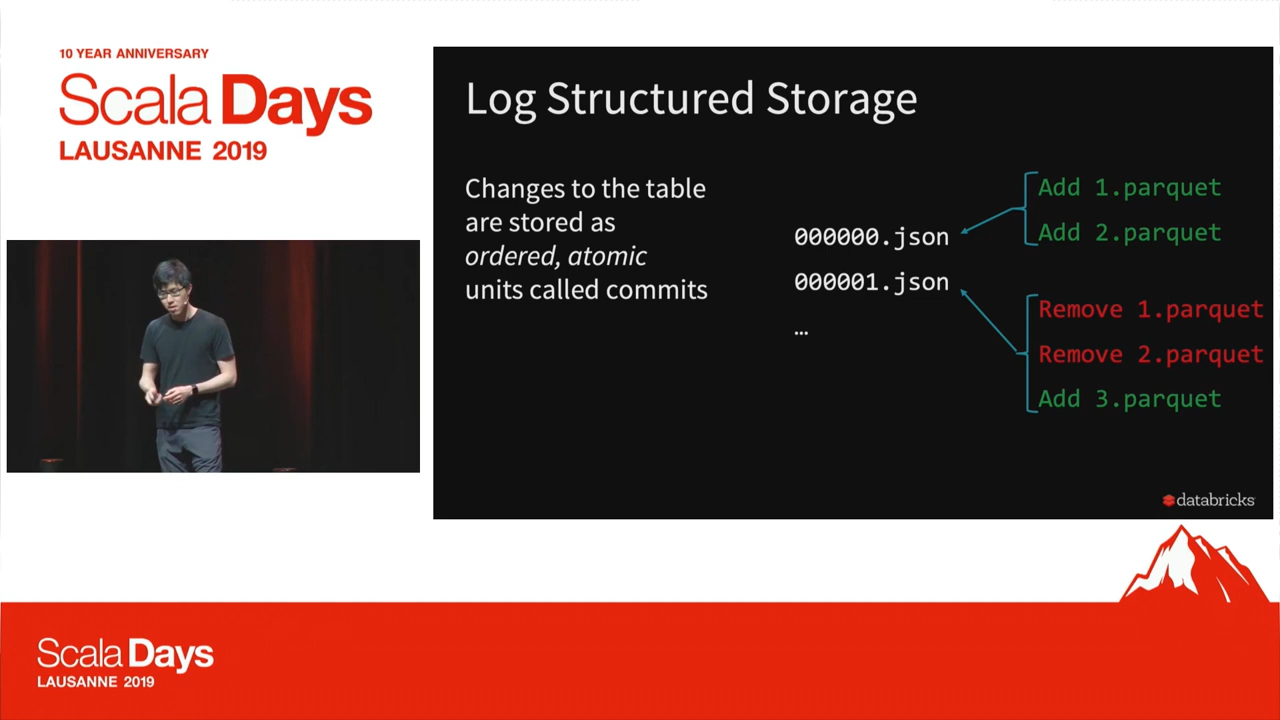 10 YEAR ANNIVERSARY
Scala Days
LAUSANNE 2019
Log Structured Storage
Changes to the table
are stored as
ordered, atomic
units called commits
000000.json
000001.json
…
Add 1.parquet
Add 2.parquet
Remove 1.parquet
Remove 2.parquet
Add 3.parquet
databricks
Scala Days
LAUSANNE 2019